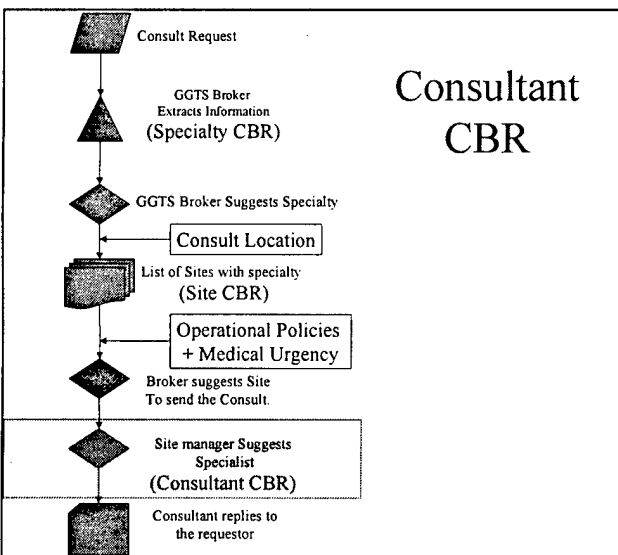 Consult Request
Consultant
CBR
GGTS Broker
Extracts Information
(Specialty CBR)
GGTS Broker Suggests Specialty
Consult Location
List of Sites with specialty
(Site CBR)
Operational Policies
+ Medical Urgency
Broker suggests Site
To send the Consult.
Site manager Suggests
Specialist
(Consultant CBR)
Consultant replies to
the requestor